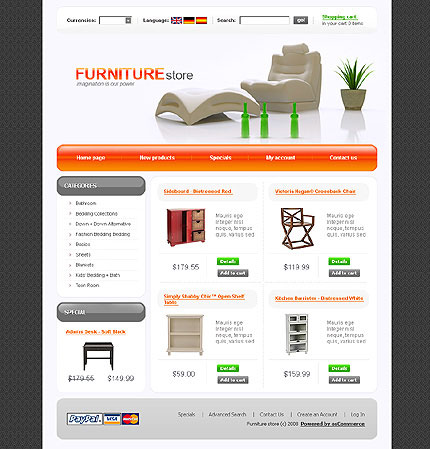 Currencies:
Language:
Search:
go!
Shopping cart
in your cart 0 items
FURNITURE store
imagination is our power
Home page
New products
Specials
My account
Contact us
CATEGORIES
Bathroom
Bedding Collections
Down + Down Alternative
Fashion Bedding Bedding
Decor
Sheets
Blankets
Kids' Bedding + Bath
Teen Room
SPECIAL
Admins Desk - Soft Black
$179.55 $149.99
Sideboard - Distressed Red
Mauris ege
integer nisl
neque, tempus
quis, varius sed
$179.55
Details
Add to cart
Victoria Hogan® Crossback Chair
Mauris ege
integer nisl
neque, tempus
quis, varius sed
$119.99
Details
Add to cart
Simply Shabby Chic™ Open Shelf
Table
Mauris ege
integer nisl
neque, tempus
quis, varius sed
$59.00
Details
Add to cart
Kitchen Barrister - Distressed White
Mauris ege
integer nisl
neque, tempus
quis, varius sed
$159.99
Details
Add to cart
PayPal VISA MasterCard
Specials | Advanced Search | Contact Us | Create an Account | Log In
Furniture store (c) 2008 Powered by osCommerce